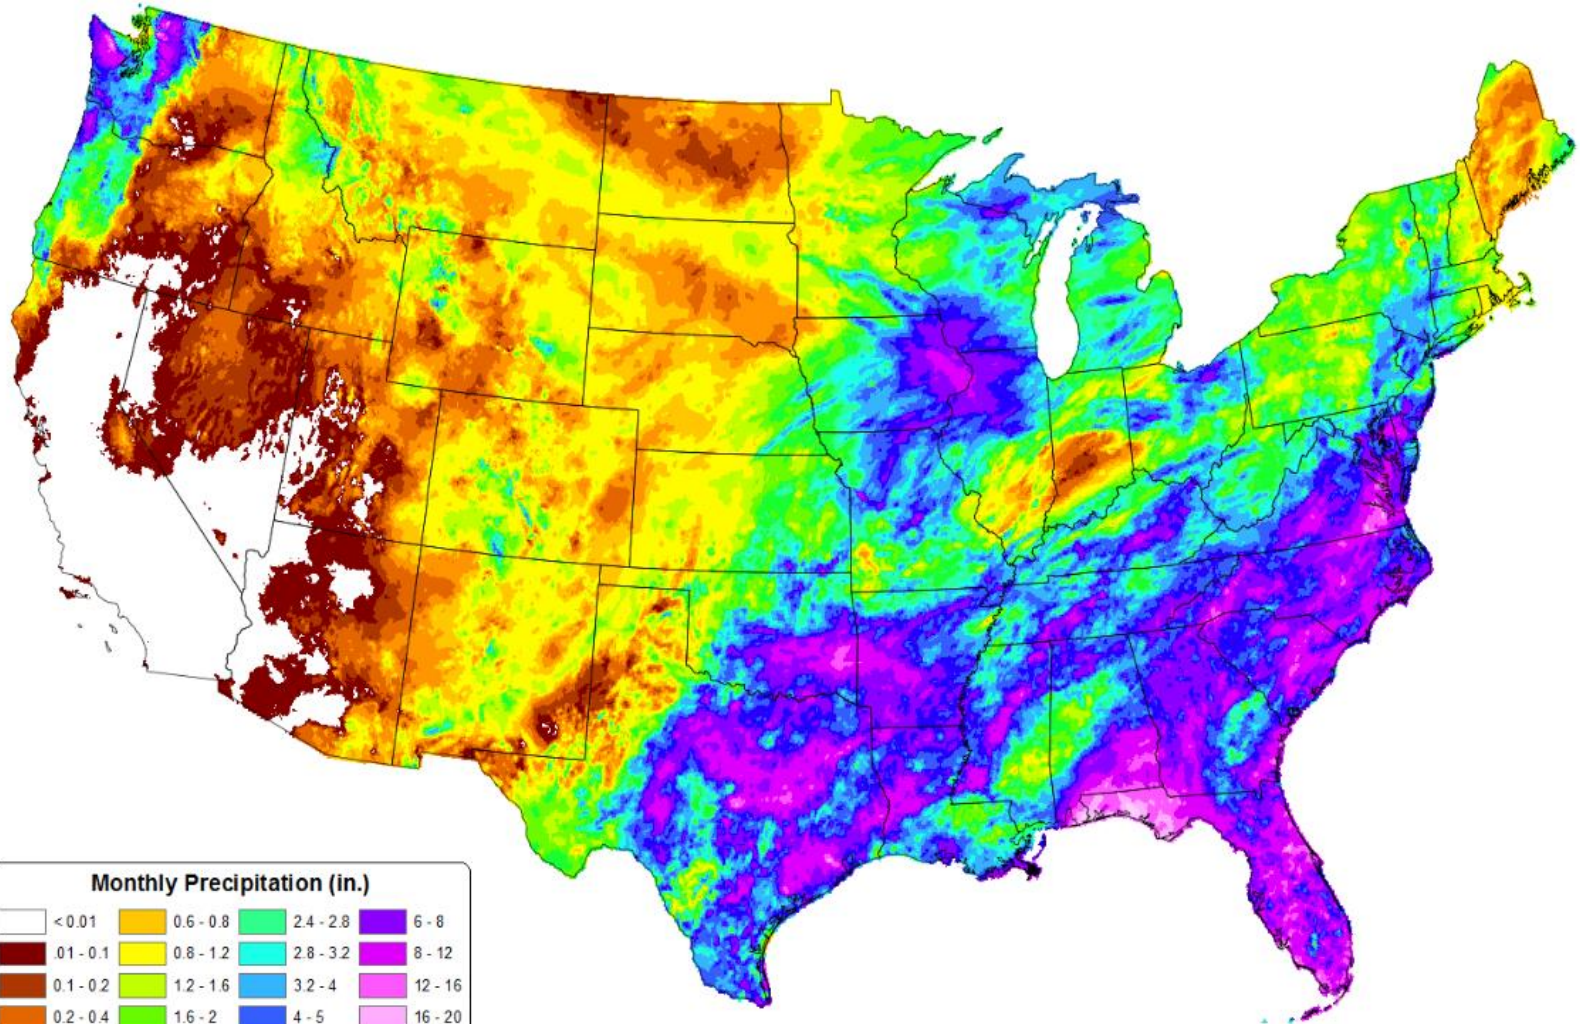 Monthly Precipitation (in.)
< 0.01 0.6 - 0.8 2.4 - 2.8 6 - 8
.01 - 0.1 0.8 - 1.2 2.8 - 3.2 8 - 12
0.1 - 0.2 1.2 - 1.6 3.2 - 4 12 - 16
0.2 - 0.4 1.6 - 2 4 - 5 16 - 20